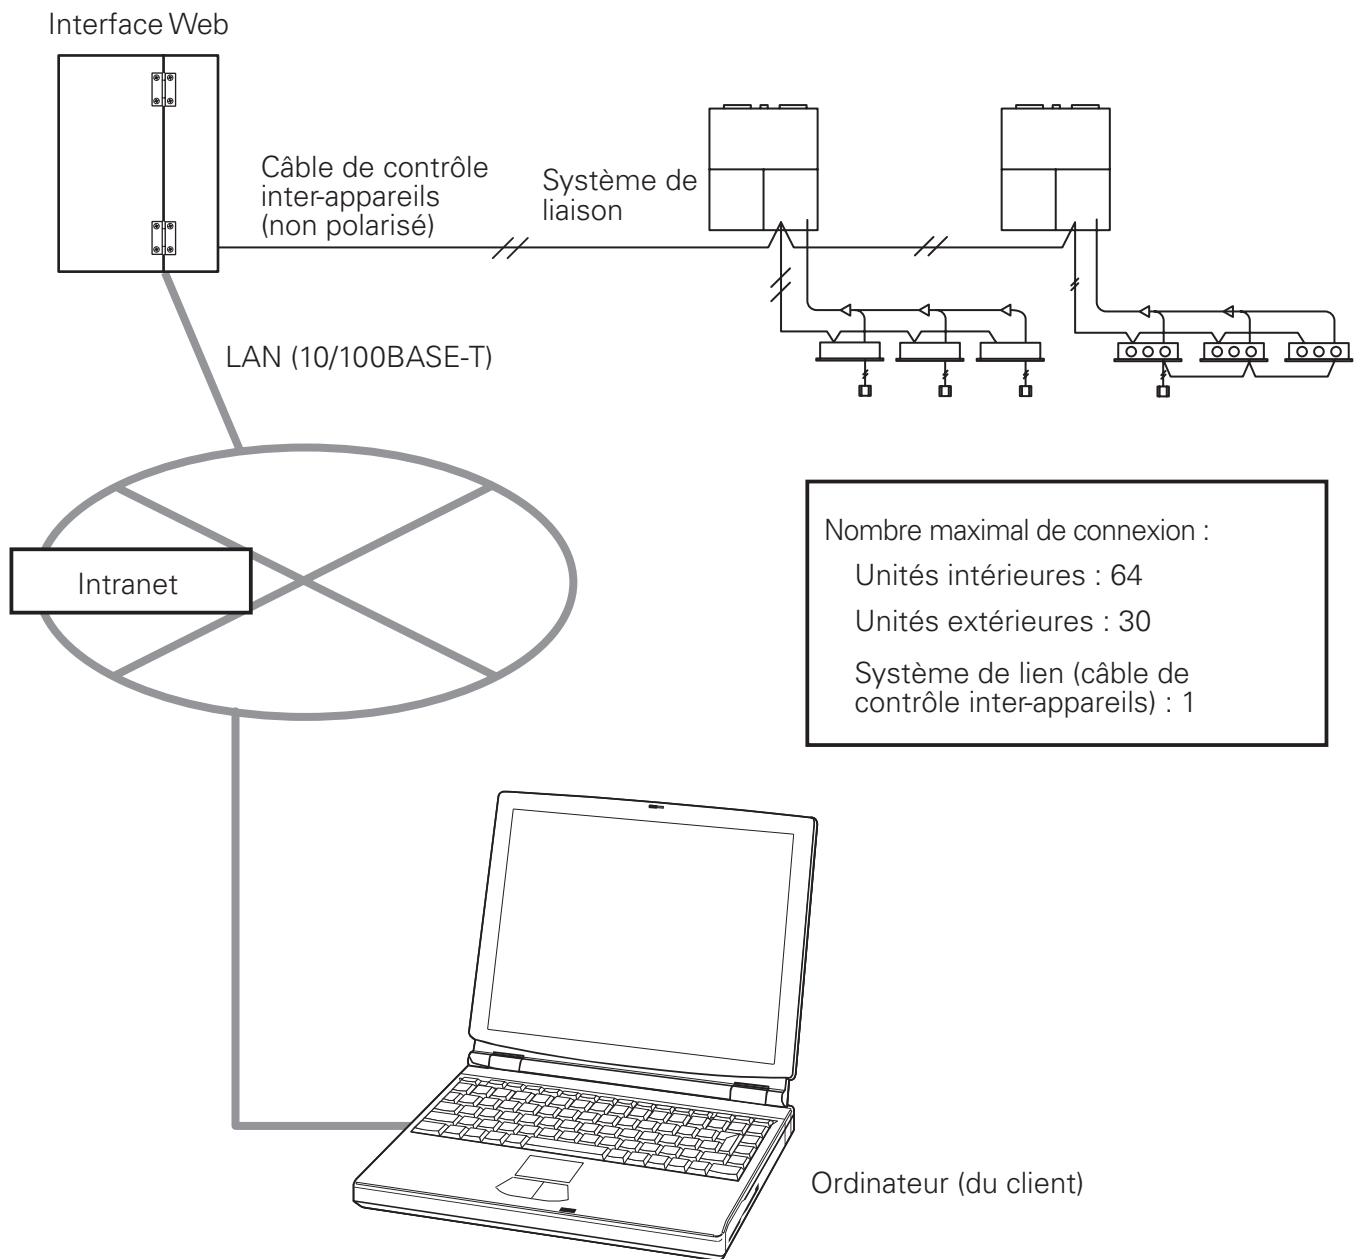 Interface Web
Câble de contrôle
inter-appareils
(non polarisé)
Système de
liaison
LAN (10/100BASE-T)
Intranet
Nombre maximal de connexion :
Unités intérieures : 64
Unités extérieures : 30
Système de lien (câble de
contrôle inter-appareils) : 1
Ordinateur (du client)